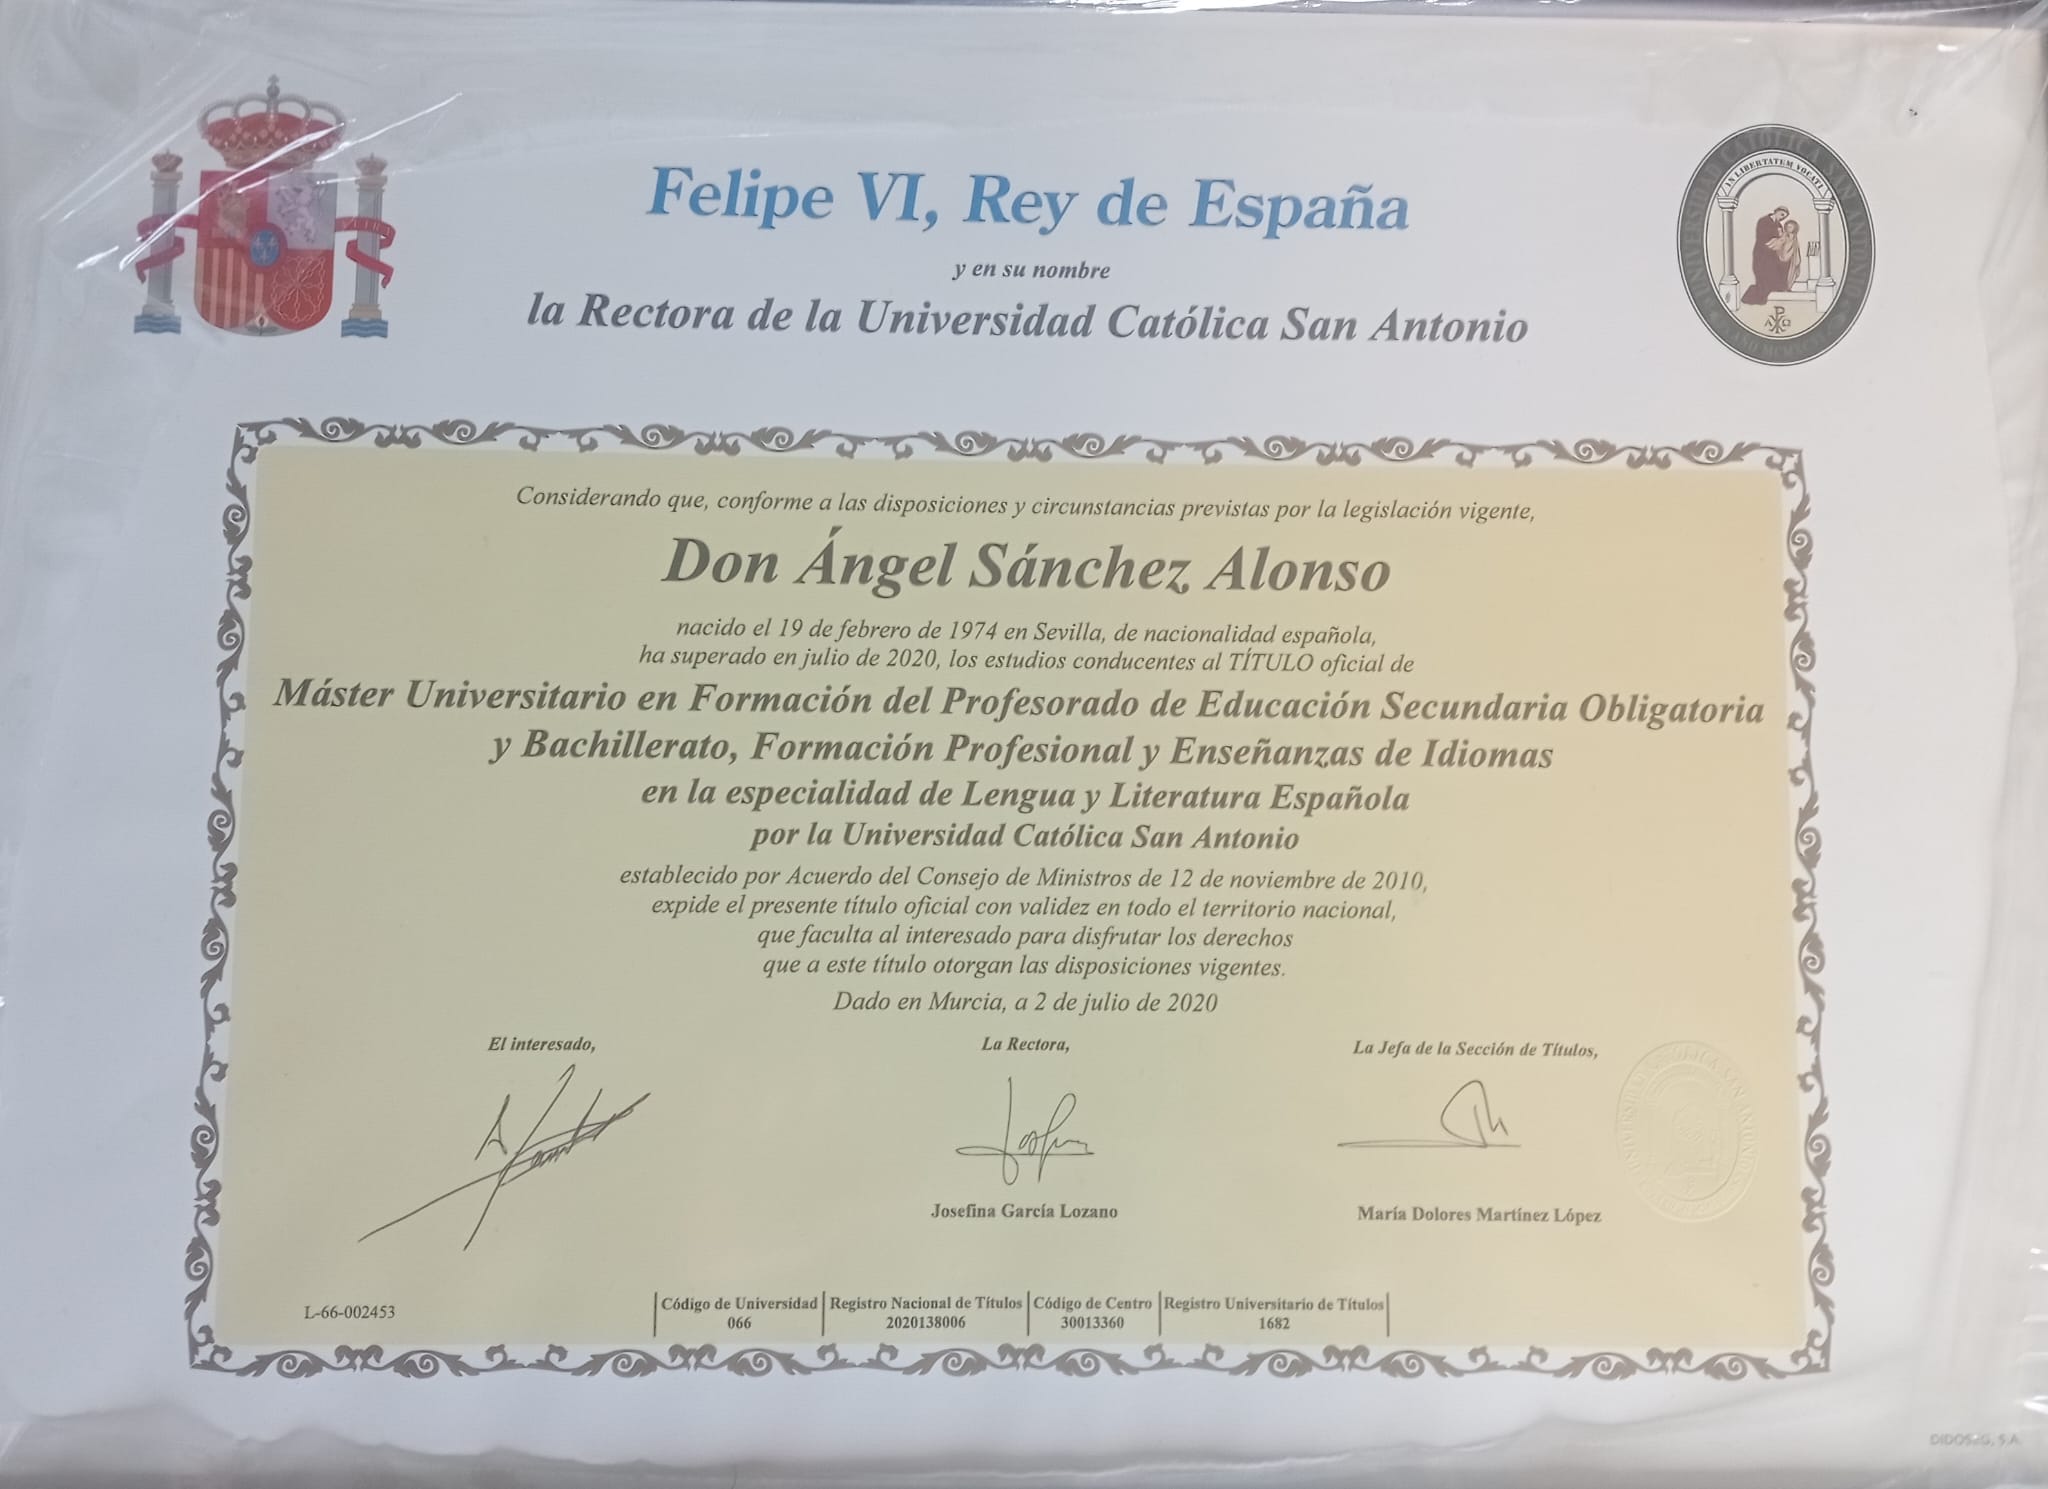 Felipe VI, Rey de España
y en su nombre
la Rectora de la Universidad Católica San Antonio
IN LIBERTATEM VOCATI
Considerando que, conforme a las disposiciones y circunstancias previstas por la legislación vigente,
Don Ángel Sánchez Alonso
nacido el 19 de febrero de 1974 en Sevilla, de nacionalidad española,
ha superado en julio de 2020, los estudios conducentes al TÍTULO oficial de
Máster Universitario en Formación del Profesorado de Educación Secundaria Obligatoria
y Bachillerato, Formación Profesional y Enseñanzas de Idiomas
en la especialidad de Lengua y Literatura Española
por la Universidad Católica San Antonio
establecido por Acuerdo del Consejo de Ministros de 12 de noviembre de 2010,
expide el presente título oficial con validez en todo el territorio nacional,
que faculta al interesado para disfrutar los derechos
que a este título otorgan las disposiciones vigentes.
Dado en Murcia, a 2 de julio de 2020
El interesado, La Rectora, La Jefa de la Sección de Títulos,
Josefina García Lozano María Dolores Martínez López
Código de Universidad Registro Nacional de Títulos Código de Centro Registro Universitario de Títulos
L-66-002453 066 2020138006 30013360 1682